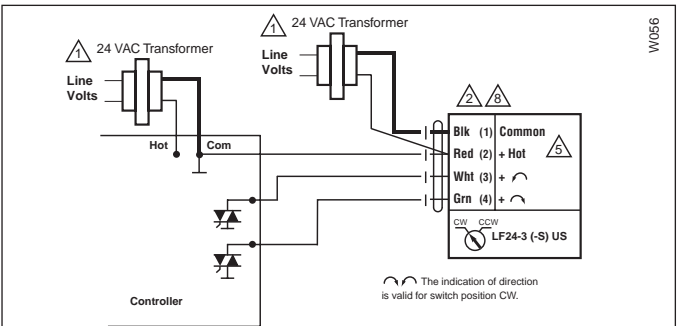 W056
1 24 VAC Transformer
Line
Volts
1 24 VAC Transformer
Line
Volts
Hot Com
2 8
Blk (1) Common
Red (2) + Hot 5
Wht (3) +
Grn (4) +
CW CCW
LF24-3 (-S) US
The indication of direction
is valid for switch position CW.
Controller